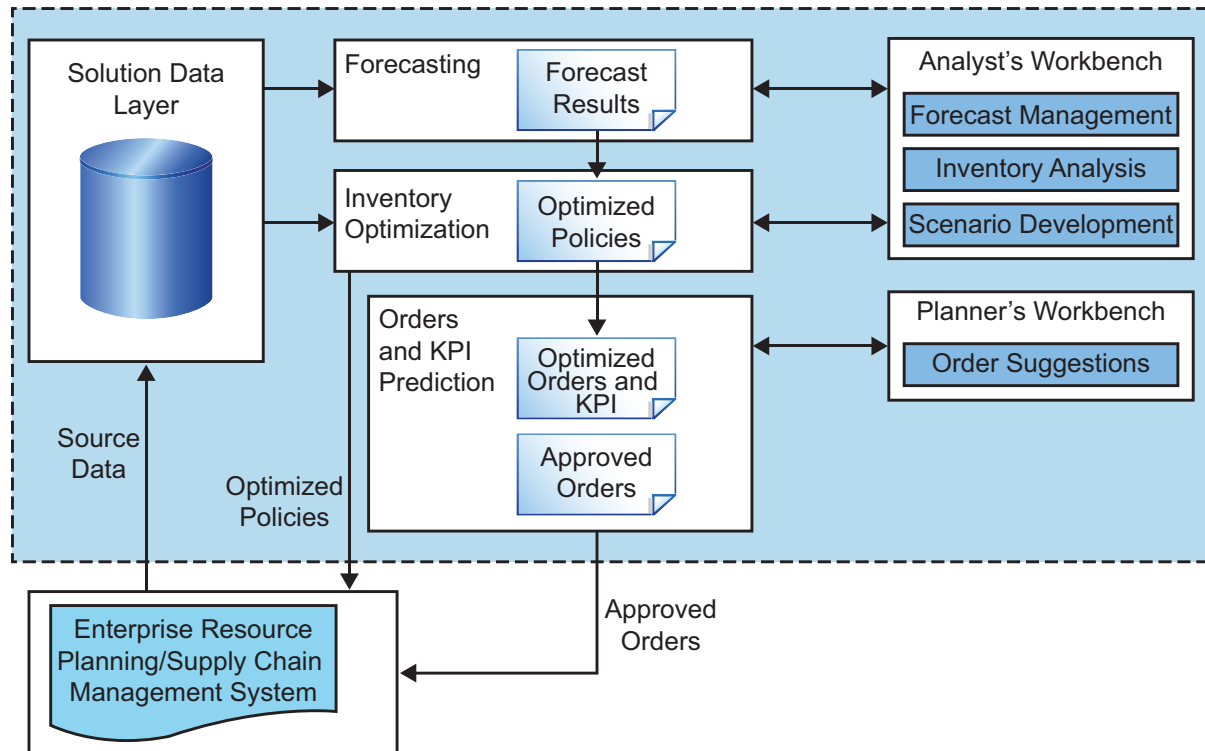 Solution Data
Layer
Forecasting
Forecast
Results
Analyst's Workbench
Forecast Management
Inventory Analysis
Scenario Development
Inventory
Optimization
Optimized
Policies
Orders
and KPI
Prediction
Optimized
Orders and
KPI
Approved
Orders
Planner's Workbench
Order Suggestions
Source
Data
Optimized
Policies
Approved
Orders
Enterprise Resource
Planning/Supply Chain
Management System